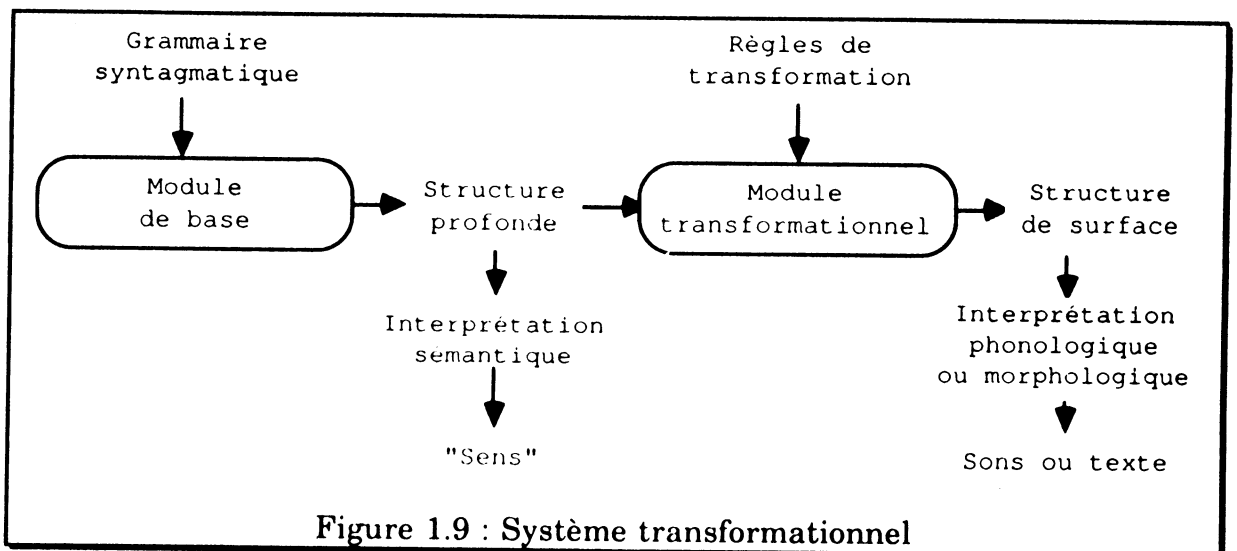 Grammaire
syntagmatique
Règles de
transformation
Module
de base
Structure
profonde
Module
transformationnel
Structure
de surface
Interprétation
sémantique
Interprétation
phonologique
ou morphologique
"Sens"
Sons ou texte
Figure 1.9 : Système transformationnel